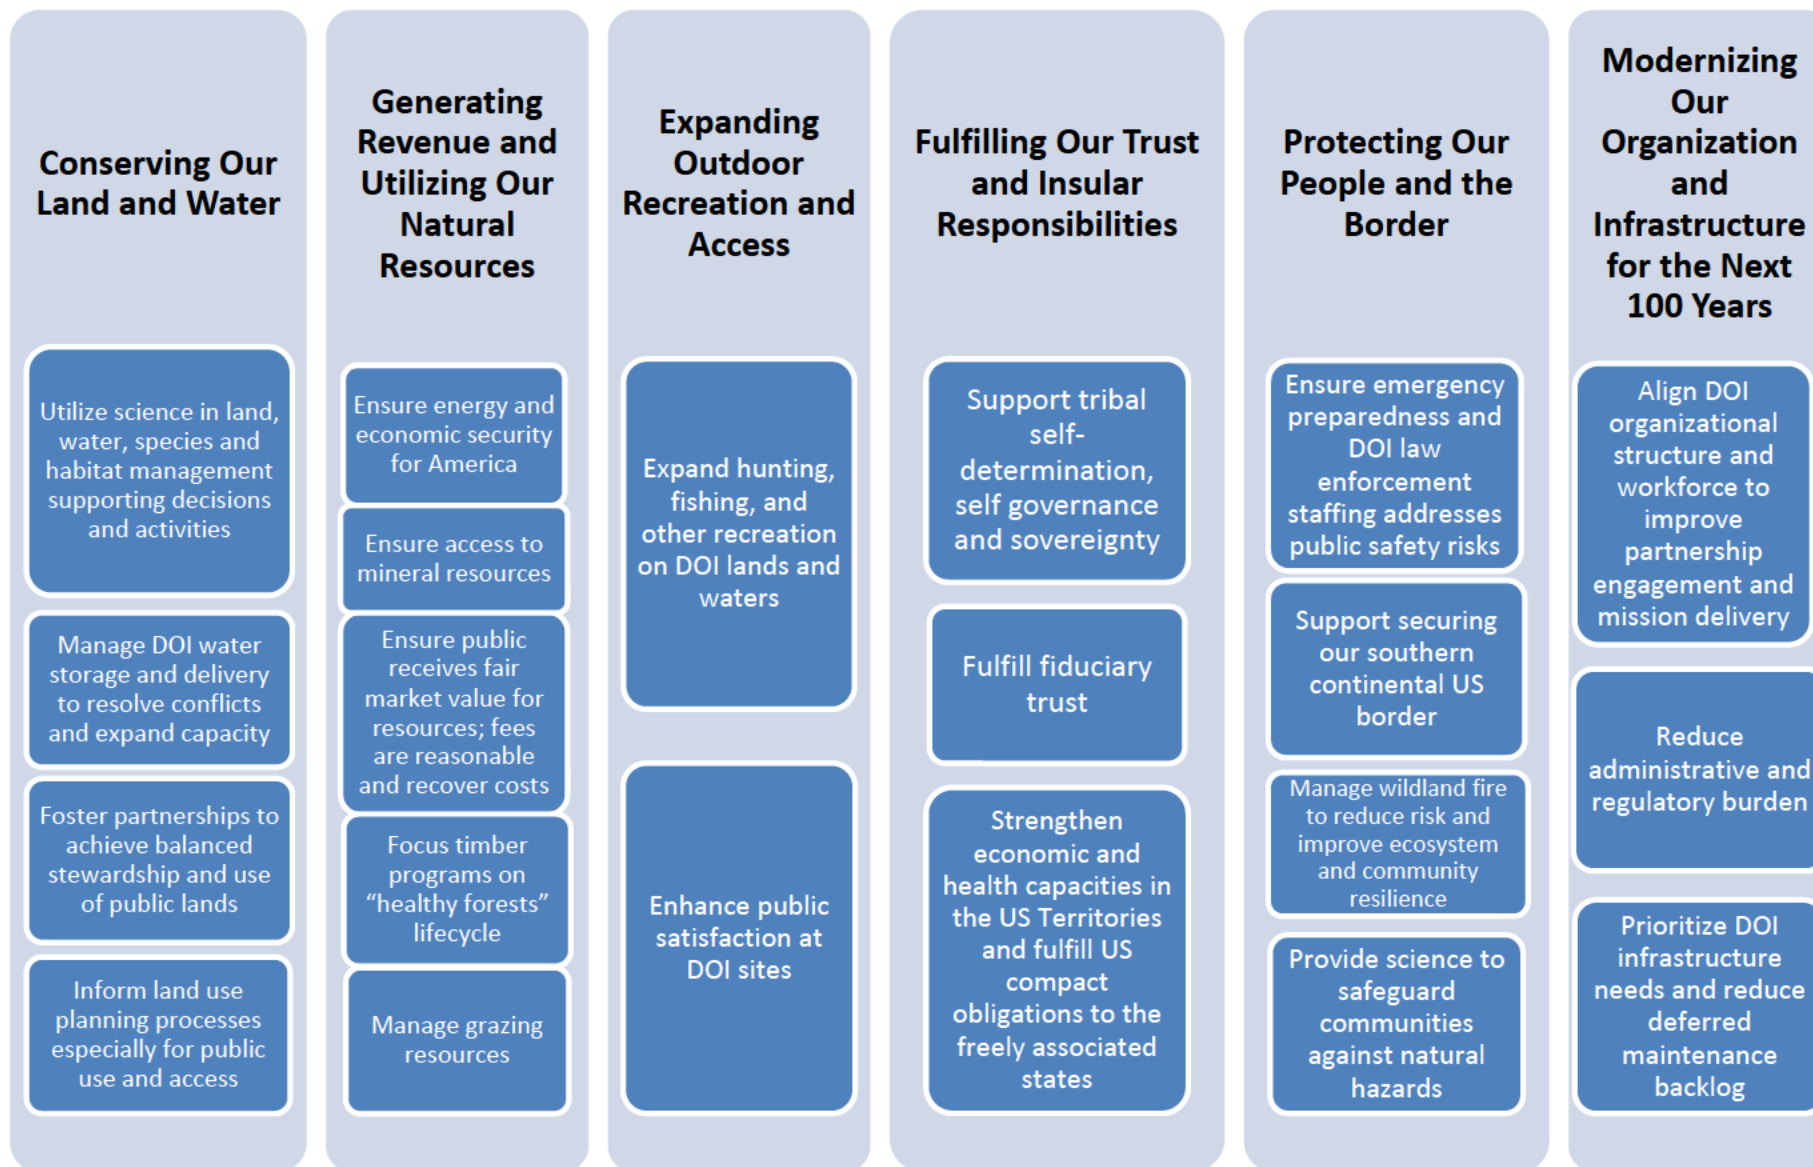 Conserving Our
Land and Water
Utilize science in land,
water, species and
habitat management
supporting decisions
and activities
Manage DOI water
storage and delivery
to resolve conflicts
and expand capacity
Foster partnerships to
achieve balanced
stewardship and use
of public lands
Inform land use
planning processes
especially for public
use and access
Generating
Revenue and
Utilizing Our
Natural
Resources
Ensure energy and
economic security
for America
Ensure access to
mineral resources
Ensure public
receives fair
market value for
resources; fees
are reasonable
and recover costs
Focus timber
programs on
“healthy forests”
lifecycle
Manage grazing
resources
Expanding
Outdoor
Recreation and
Access
Expand hunting,
fishing, and
other recreation
on DOI lands and
waters
Enhance public
satisfaction at
DOI sites
Fulfilling Our Trust
and Insular
Responsibilities
Support tribal
self-
determination,
self governance
and sovereignty
Fulfill fiduciary
trust
Strengthen
economic and
health capacities in
the US Territories
and fulfill US
compact
obligations to the
freely associated
states
Protecting Our
People and the
Border
Ensure emergency
preparedness and
DOI law
enforcement
staffing addresses
public safety risks
Support securing
our southern
continental US
border
Manage wildland fire
to reduce risk and
improve ecosystem
and community
resilience
Provide science to
safeguard
communities
against natural
hazards
Modernizing
Our
Organization
and
Infrastructure
for the Next
100 Years
Align DOI
organizational
structure and
workforce to
improve
partnership
engagement and
mission delivery
Reduce
administrative and
regulatory burden
Prioritize DOI
infrastructure
needs and reduce
deferred
maintenance
backlog